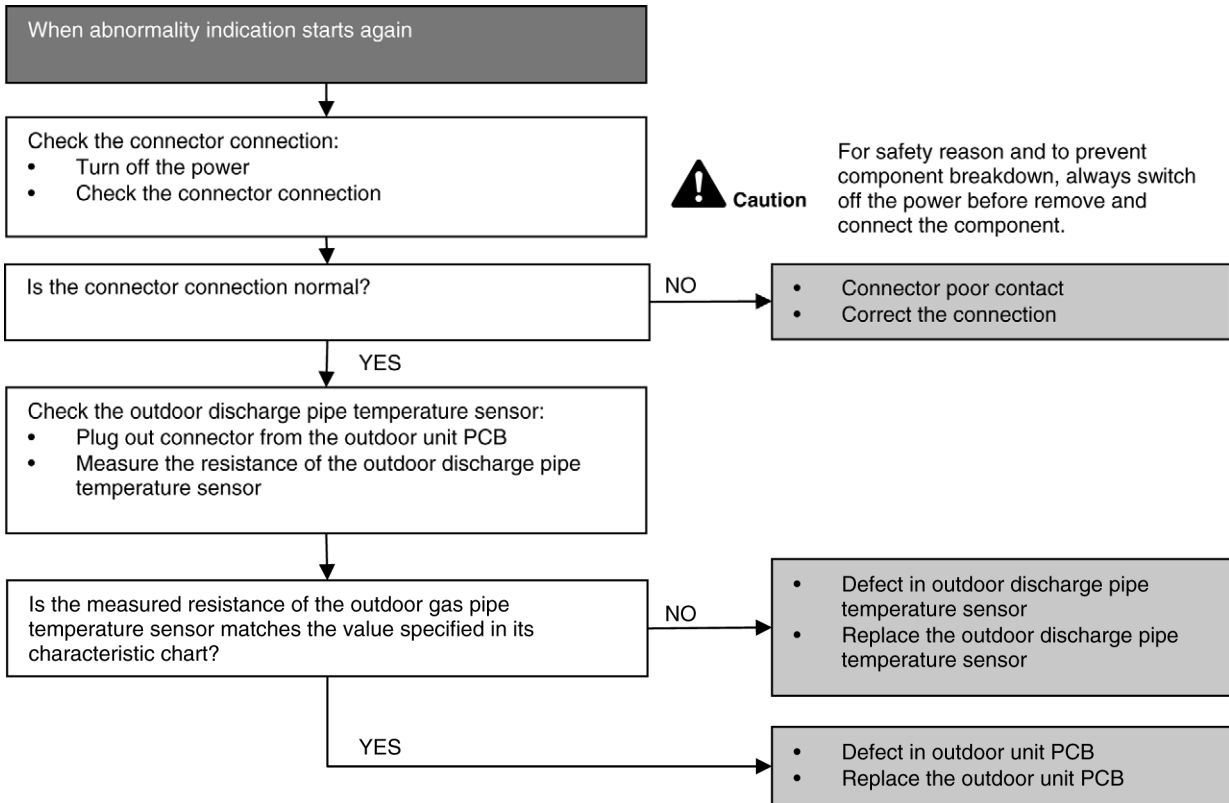 When abnormality indication starts again
Check the connector connection:
• Turn off the power
• Check the connector connection
Caution
For safety reason and to prevent
component breakdown, always switch
off the power before remove and
connect the component.
Is the connector connection normal?
NO
• Connector poor contact
• Correct the connection
YES
Check the outdoor discharge pipe temperature sensor:
• Plug out connector from the outdoor unit PCB
• Measure the resistance of the outdoor discharge pipe
temperature sensor
Is the measured resistance of the outdoor gas pipe
temperature sensor matches the value specified in its
characteristic chart?
NO
• Defect in outdoor discharge pipe
temperature sensor
• Replace the outdoor discharge pipe
temperature sensor
YES
• Defect in outdoor unit PCB
• Replace the outdoor unit PCB